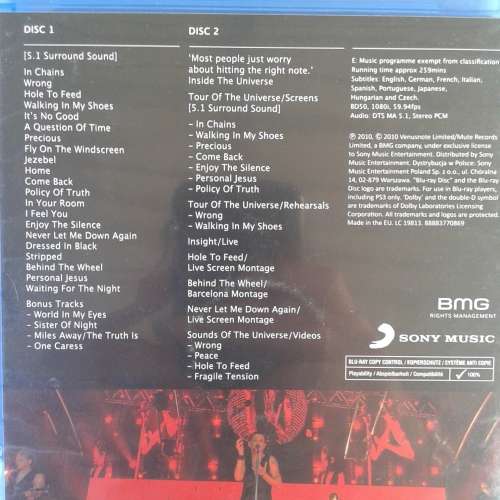 DISC 1
[5.1 Surround Sound]
In Chains
Wrong
Hole To Feed
Walking In My Shoes
It's No Good
A Question Of Time
Precious
Fly On The Windscreen
Jezebel
Home
Come Back
Policy Of Truth
In Your Room
I Feel You
Enjoy The Silence
Never Let Me Down Again
Dressed In Black
Stripped
Behind The Wheel
Personal Jesus
Waiting For The Night
Bonus Tracks
- World In My Eyes
- Sister Of Night
- Miles Away/The Truth Is
- One Caress
DISC 2
'Most people just worry
about hitting the right note.'
Inside The Universe
Tour Of The Universe/Screens
[5.1 Surround Sound]
- In Chains
- Walking In My Shoes
- Precious
- Come Back
- Enjoy The Silence
- Personal Jesus
- Policy Of Truth
Tour Of The Universe/Rehearsals
- Wrong
- Walking In My Shoes
Insight/Live
Hole To Feed/
Live Screen Montage
Behind The Wheel/
Barcelona Montage
Never Let Me Down Again/
Live Screen Montage
Sounds Of The Universe/Videos
- Wrong
- Peace
- Hole To Feed
- Fragile Tension
E: Music programme exempt from classification
Running time approx 259mins
Subtitles: English, German, French, Italian,
Spanish, Portuguese, Japanese,
Hungarian and Czech.
BD50, 1080i, 59.94fps
Audio: DTS MA 5.1, Stereo PCM
℗ 2010, © 2010 Venusnote Limited/Mute Records
Limited, a BMG company, under exclusive license
to Sony Music Entertainment. Distributed by Sony
Music Entertainment. Dystrybucja w Polsce: Sony
Music Entertainment Poland Sp. z o.o., ul. Chóralna
14, 02-879 Warszawa. "Blu-ray Disc" and the Blu-ray
Disc logo are trademarks. For use in Blu-ray players,
including PS3 only. 'Dolby' and the double-D symbol
are trademarks of Dolby Laboratories Licensing
Corporation. All trademarks and logos are protected.
Made in the EU. LC 19813. 88883770869
BMG
RIGHTS MANAGEMENT
SONY MUSIC
BLU-RAY COPY CONTROL / KOPIERSCHUTZ / SYSTÈME ANTI COPIE
Playability / Abspielbarkeit / Compatibilité
100%